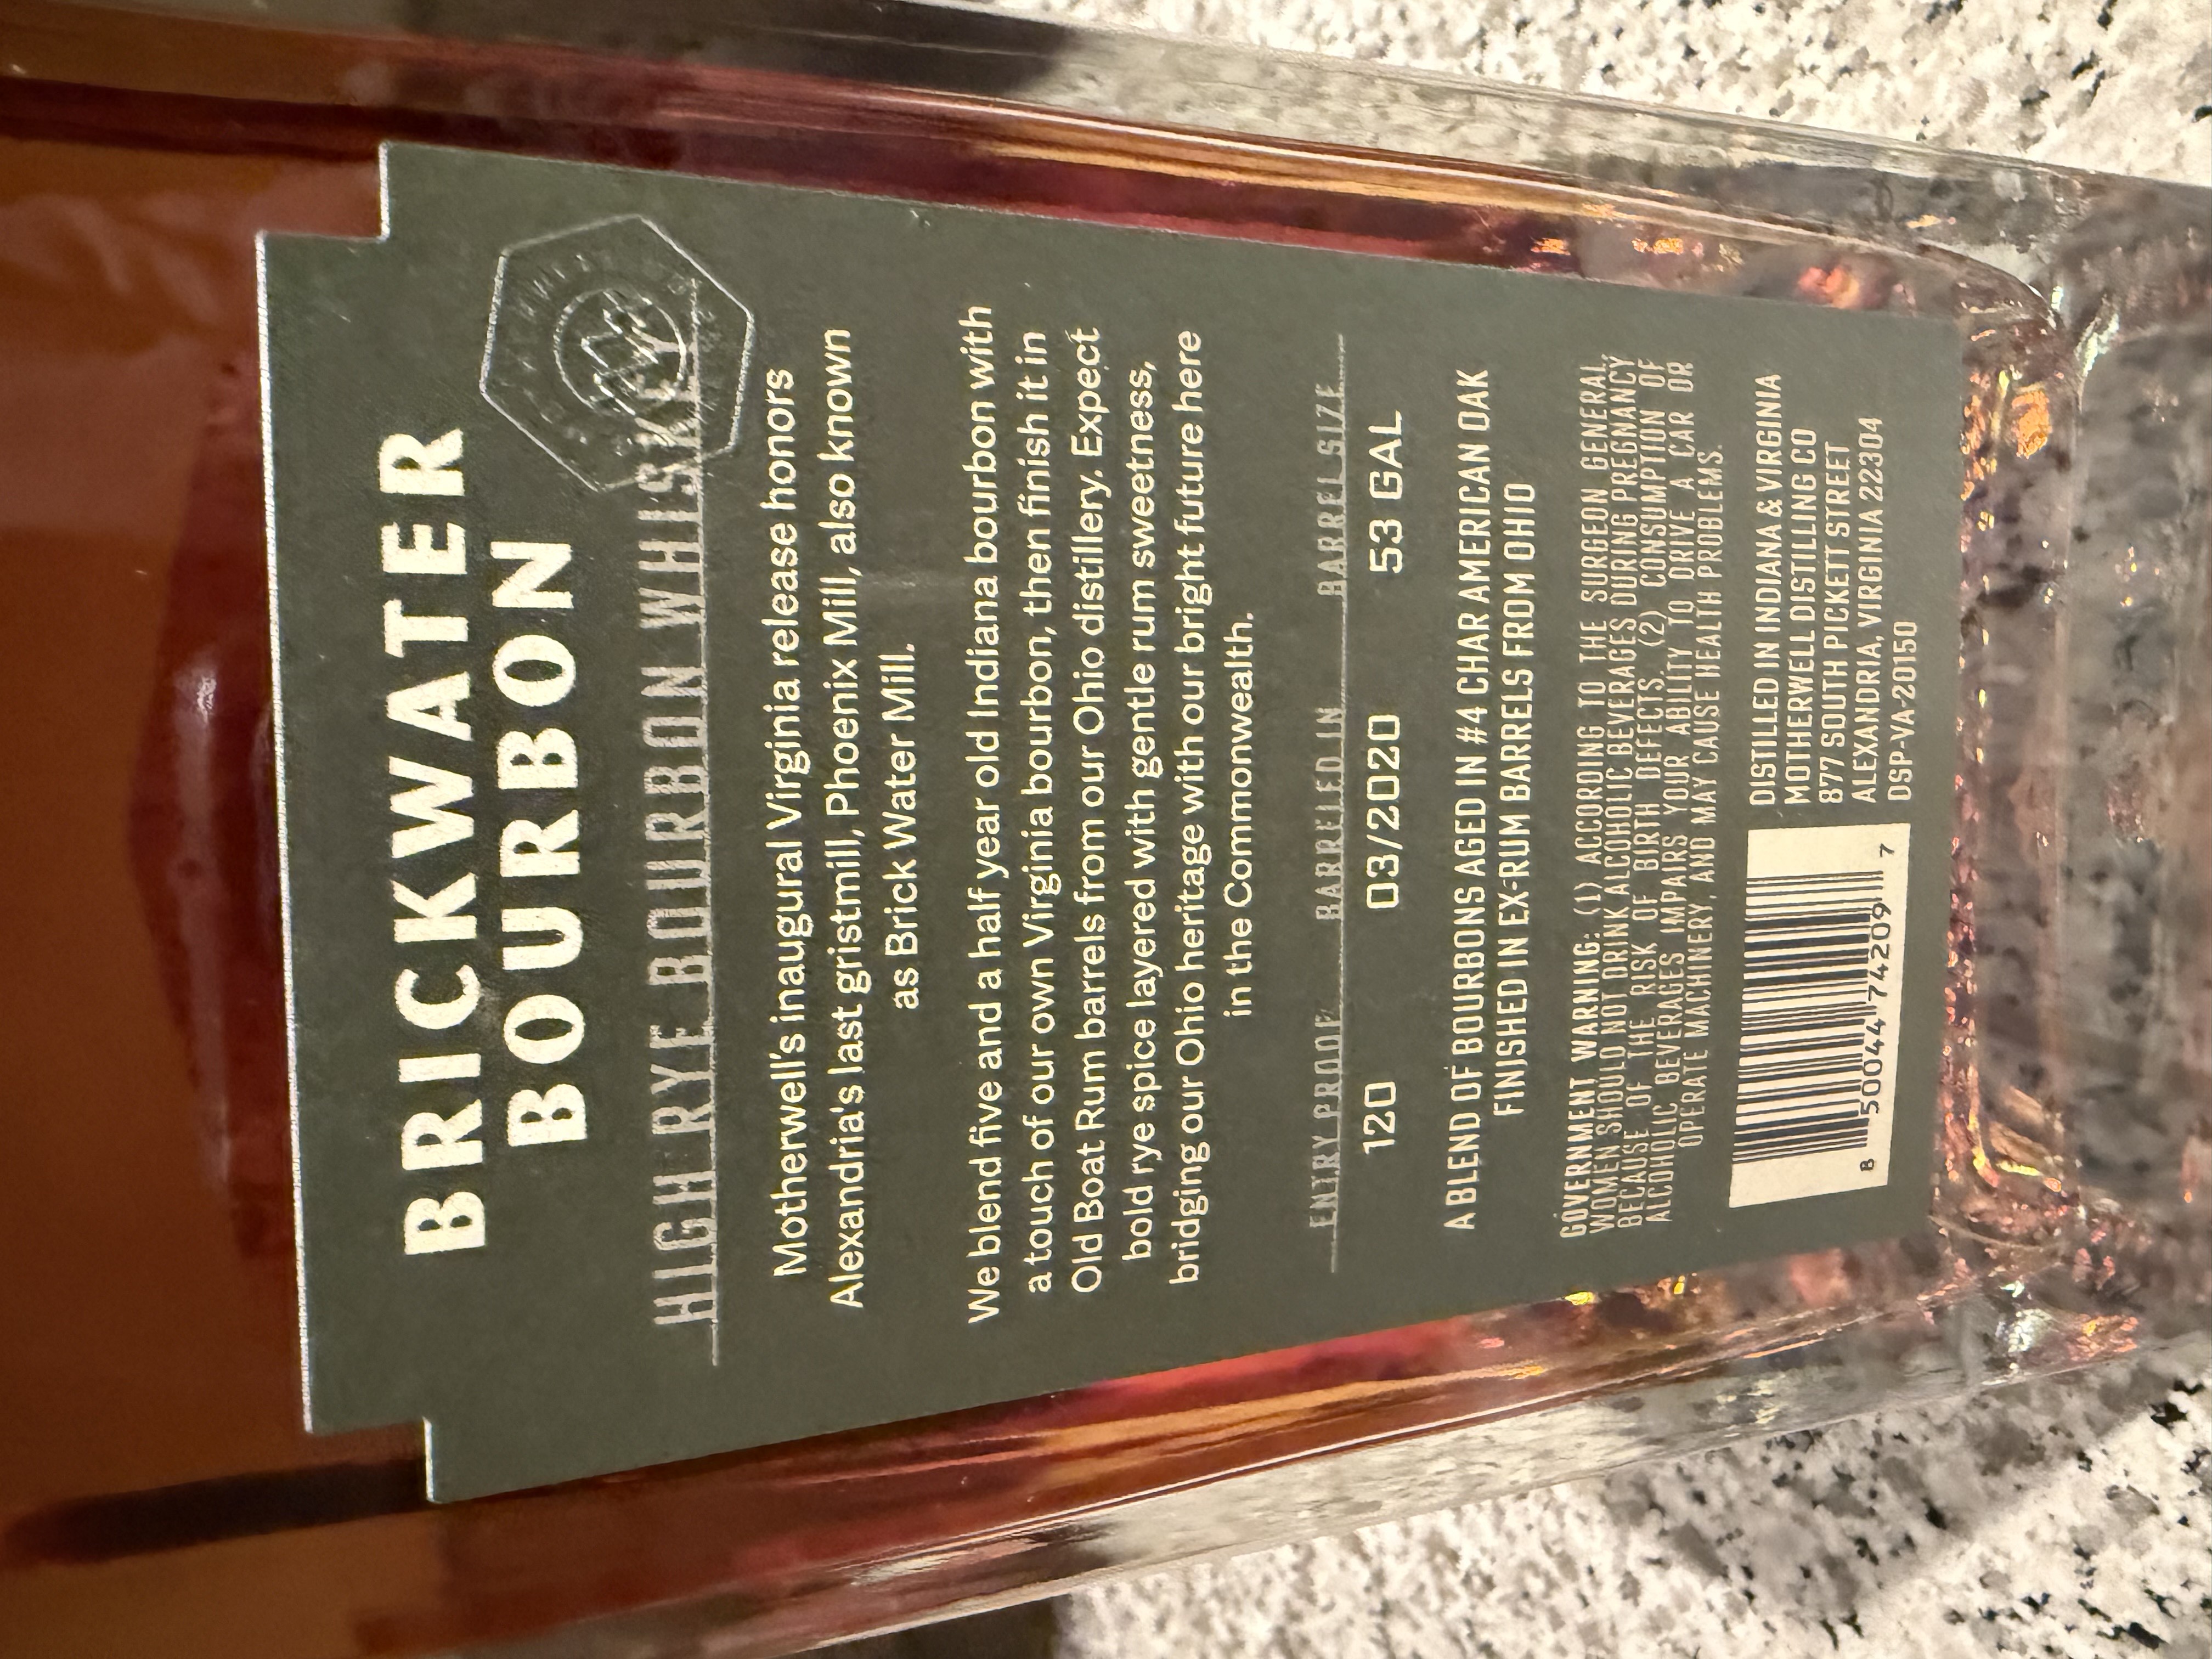 BRICKWATER
BOURBON
HIGH RYE BOURBON WHISKEY
Motherwell's inaugural Virginia release honors
Alexandria's last gristmill, Phoenix Mill, also known
as Brick Water Mill.
We blend five and a half year old Indiana bourbon with
a touch of our own Virginia bourbon, then finish it in
Old Boat Rum barrels from our Ohio distillery. Expect
bold rye spice layered with gentle rum sweetness,
bridging our Ohio heritage with our bright future here
in the Commonwealth.
ENTRY PROOF BARRELED IN BARREL SIZE
120 03/2020 53 GAL
A BLEND OF BOURBONS AGED IN #4 CHAR AMERICAN OAK
FINISHED IN EX-RUM BARRELS FROM OHIO
GOVERNMENT WARNING: (1) ACCORDING TO THE SURGEON GENERAL,
WOMEN SHOULD NOT DRINK ALCOHOLIC BEVERAGES DURING PREGNANCY
BECAUSE OF THE RISK OF BIRTH DEFECTS. (2) CONSUMPTION OF
ALCOHOLIC BEVERAGES IMPAIRS YOUR ABILITY TO DRIVE A CAR OR
OPERATE MACHINERY, AND MAY CAUSE HEALTH PROBLEMS.
DISTILLED IN INDIANA & VIRGINIA
MOTHERWELL DISTILLING CO
877 SOUTH PICKETT STREET
ALEXANDRIA, VIRGINIA 22304
DSP-VA-20150
8 50044 74209 7